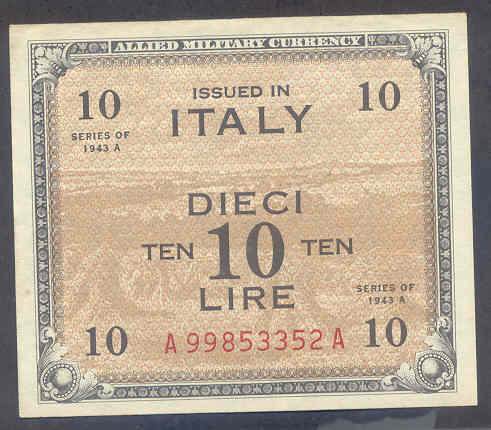 ALLIED MILITARY CURRENCY
10 ISSUED IN 10
ITALY
SERIES OF
1943 A
DIECI
TEN 10 TEN
LIRE
SERIES OF
1943 A
10 A99853352A 10